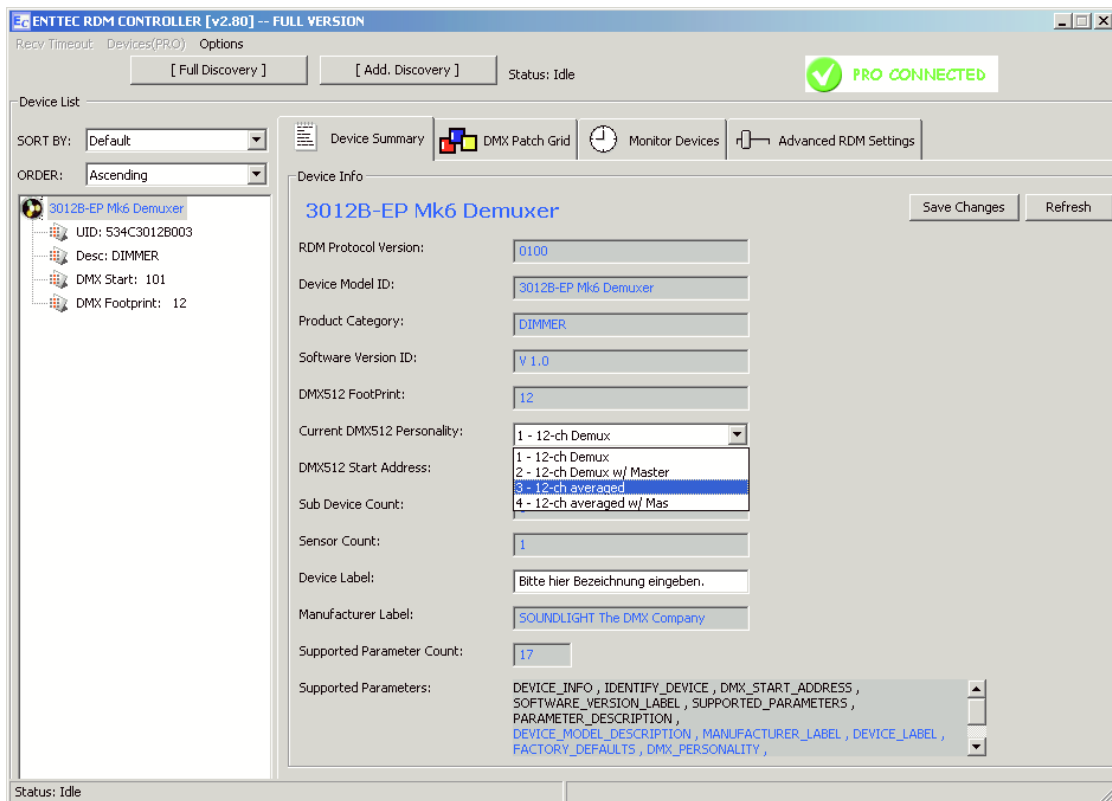 ENTTEC RDM CONTROLLER [v2.80] -- FULL VERSION
Recv Timeout Devices(PRO) Options
[ Full Discovery ] [ Add. Discovery ] Status: Idle PRO CONNECTED
Device List
SORT BY: Default
ORDER: Ascending
3012B-EP Mk6 Demuxer
UID: 534C3012B003
Desc: DIMMER
DMX Start: 101
DMX Footprint: 12
Device Summary DMX Patch Grid Monitor Devices Advanced RDM Settings
Device Info
3012B-EP Mk6 Demuxer Save Changes Refresh
RDM Protocol Version: 0100
Device Model ID: 3012B-EP Mk6 Demuxer
Product Category: DIMMER
Software Version ID: V 1.0
DMX512 FootPrint: 12
Current DMX512 Personality: 1 - 12-ch Demux
1 - 12-ch Demux
2 - 12-ch Demux w/ Master
3 - 12-ch averaged
4 - 12-ch averaged w/ Mas
DMX512 Start Address:
Sub Device Count:
Sensor Count: 1
Device Label: Bitte hier Bezeichnung eingeben.
Manufacturer Label: SOUNDLIGHT The DMX Company
Supported Parameter Count: 17
Supported Parameters: DEVICE_INFO , IDENTIFY_DEVICE , DMX_START_ADDRESS ,
SOFTWARE_VERSION_LABEL , SUPPORTED_PARAMETERS ,
PARAMETER_DESCRIPTION ,
DEVICE_MODEL_DESCRIPTION , MANUFACTURER_LABEL , DEVICE_LABEL ,
FACTORY_DEFAULTS , DMX_PERSONALITY ,
Status: Idle